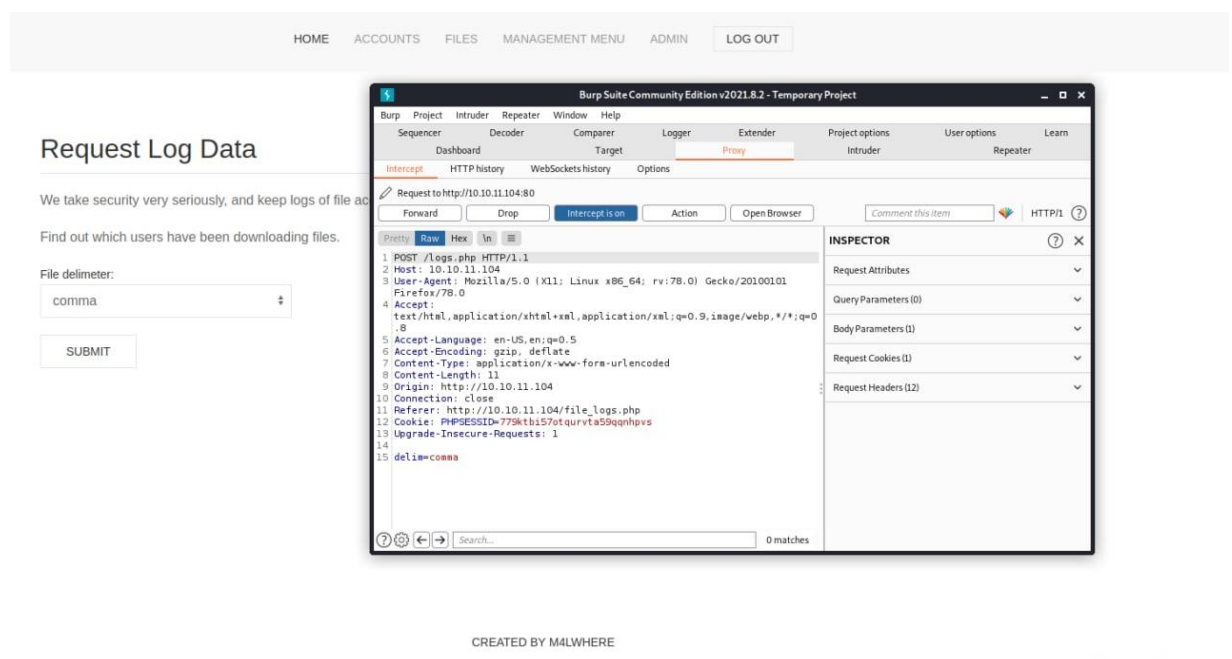 HOME ACCOUNTS FILES MANAGEMENT MENU ADMIN LOG OUT
Request Log Data
We take security very seriously, and keep logs of file ac
Find out which users have been downloading files.
File delimeter:
comma
SUBMIT
Burp Suite Community Edition v2021.8.2 - Temporary Project
Burp Project Intruder Repeater Window Help
Sequencer Decoder Comparer Logger Extender Project options User options Learn
Dashboard Target Proxy Intruder Repeater
Intercept HTTP history WebSockets history Options
Request to http://10.10.11.104:80
Forward Drop Intercept is on Action Open Browser Comment this item HTTP/1 ?
Pretty Raw Hex \n
INSPECTOR ?
Request Attributes
Query Parameters (0)
Body Parameters (1)
Request Cookies (1)
Request Headers (12)
1 POST /logs.php HTTP/1.1
2 Host: 10.10.11.104
3 User-Agent: Mozilla/5.0 (X11; Linux x86_64; rv:78.0) Gecko/20100101
Firefox/78.0
4 Accept:
text/html,application/xhtml+xml,application/xml;q=0.9,image/webp,*/*;q=0
.8
5 Accept-Language: en-US,en;q=0.5
6 Accept-Encoding: gzip, deflate
7 Content-Type: application/x-www-form-urlencoded
8 Content-Length: 11
9 Origin: http://10.10.11.104
10 Connection: close
11 Referer: http://10.10.11.104/file_logs.php
12 Cookie: PHPSESSID=779ktbi57otqurvta59qqnhpvs
13 Upgrade-Insecure-Requests: 1
14
15 delim=comma
? Search... 0 matches
CREATED BY M4LWHERE